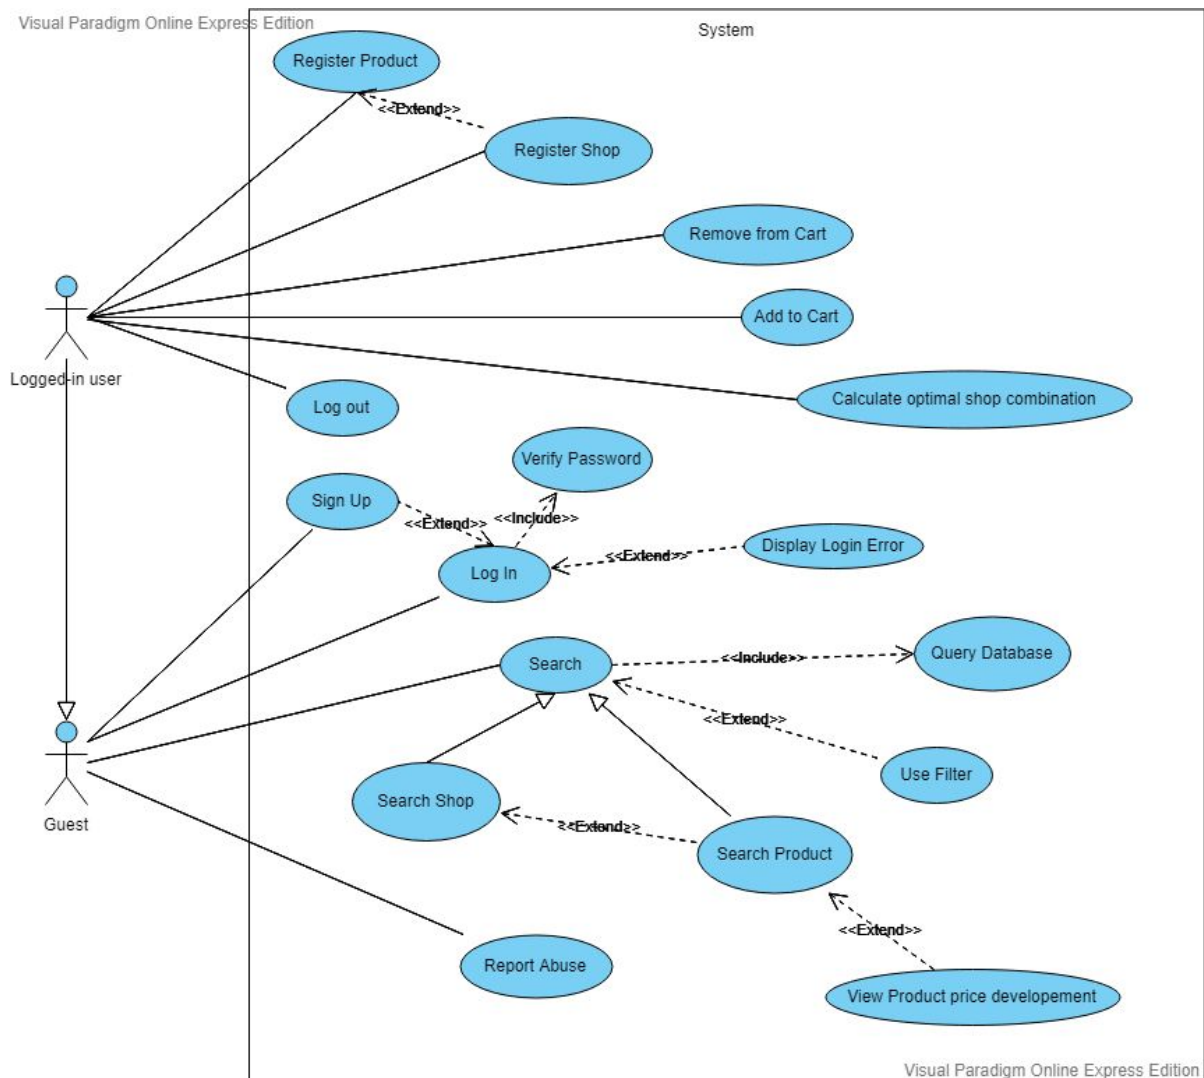 Visual Paradigm Online Express Edition
System
Register Product
<<Extend>>
Register Shop
Remove from Cart
Add to Cart
Logged-in user
Calculate optimal shop combination
Log out
Verify Password
Sign Up
<<Extend>>
<<Include>>
Display Login Error
<<Extend>>
Log In
Query Database
<<Include>>
Search
<<Extend>>
Use Filter
Search Shop
Guest
<<Extend>>
Search Product
<<Extend>>
Report Abuse
View Product price developement
Visual Paradigm Online Express Edition